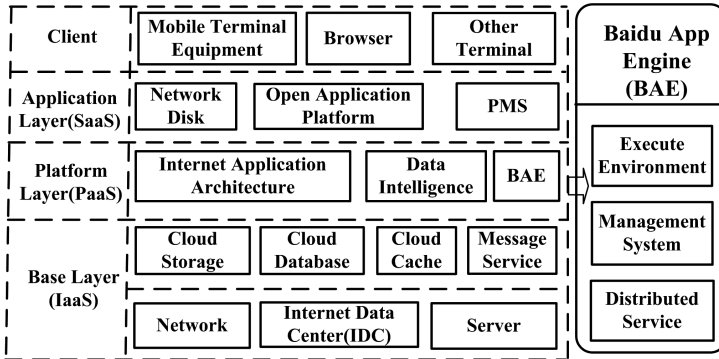 Client
Mobile Terminal
Equipment
Browser
Other
Terminal
Application
Layer(SaaS)
Network
Disk
Open Application
Platform
PMS
Platform
Layer(PaaS)
Internet Application
Architecture
Data
Intelligence
BAE
Base Layer
(IaaS)
Cloud
Storage
Cloud
Database
Cloud
Cache
Message
Service
Network
Internet Data
Center(IDC)
Server
Baidu App
Engine
(BAE)
Execute
Environment
Management
System
Distributed
Service